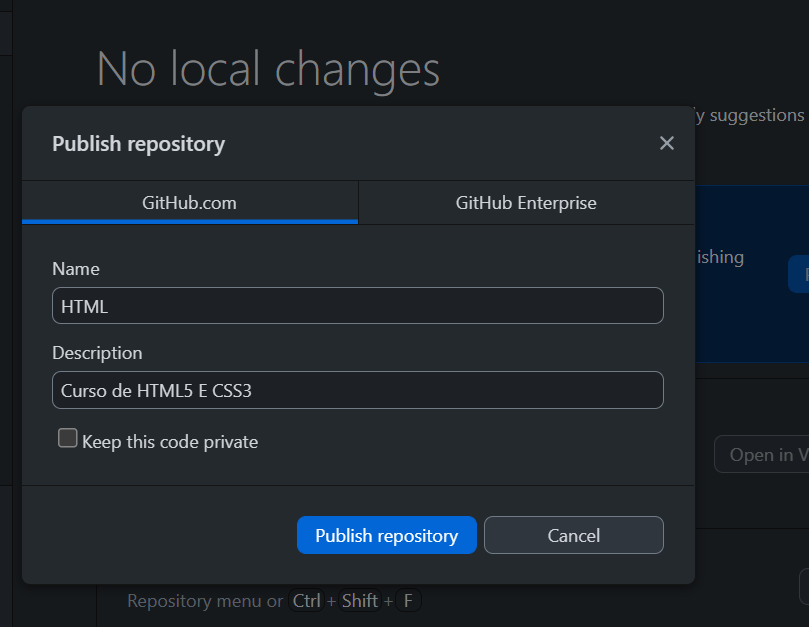 No local changes
y suggestions
Publish repository
GitHub.com
GitHub Enterprise
ishing
Name
HTML
Description
Curso de HTML5 E CSS3
Keep this code private
Open in V
Publish repository
Cancel
Repository menu or Ctrl + Shift + F